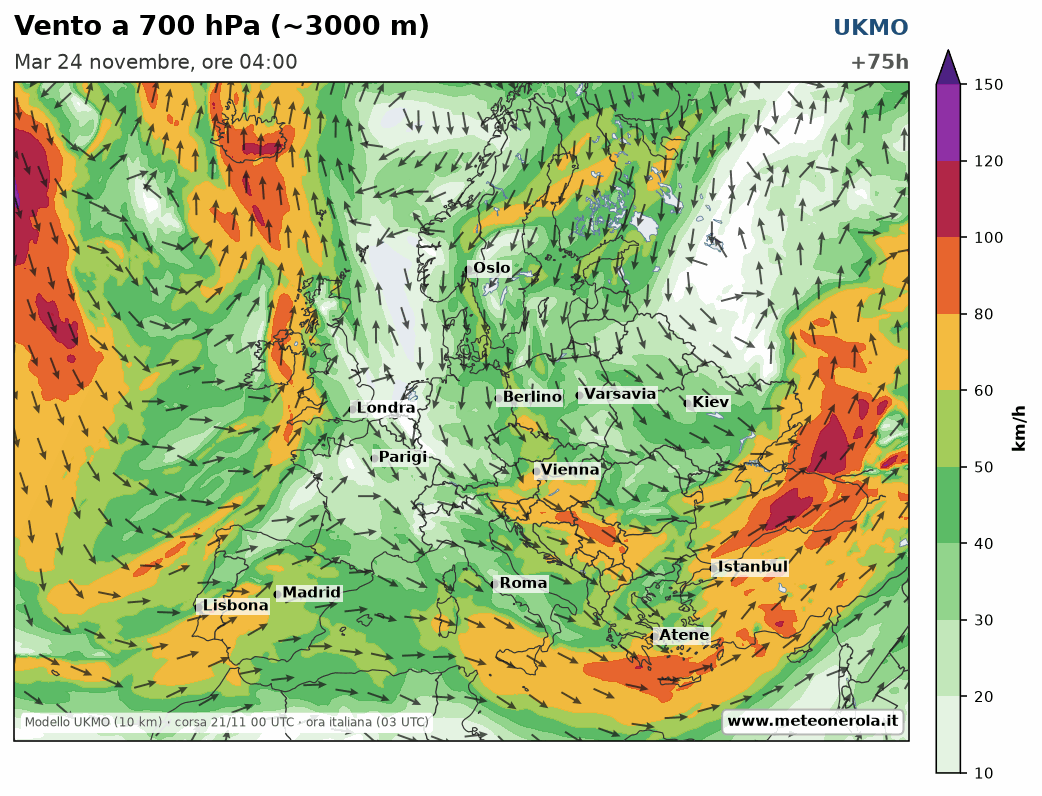 Vento a 700 hPa (~3000 m)
UKMO
Mar 24 novembre, ore 04:00
+75h
150
120
100
80
60
50
40
30
20
10
km/h
Oslo
Londra
Berlino
Varsavia
Kiev
Parigi
Vienna
Istanbul
Roma
Madrid
Lisbona
Atene
Modello UKMO (10 km) · corsa 21/11 00 UTC · ora italiana (03 UTC)
www.meteonerola.it